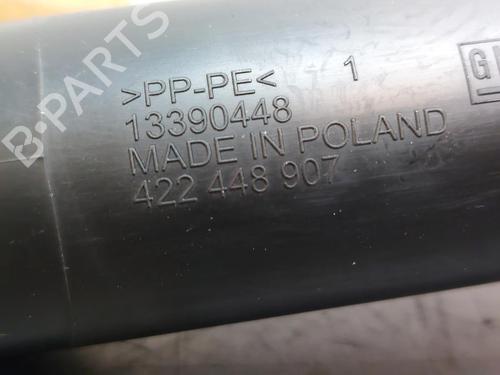 >PP-PE< 1
G
13390448
MADE IN POLAND
422 448 907
B-PARTS